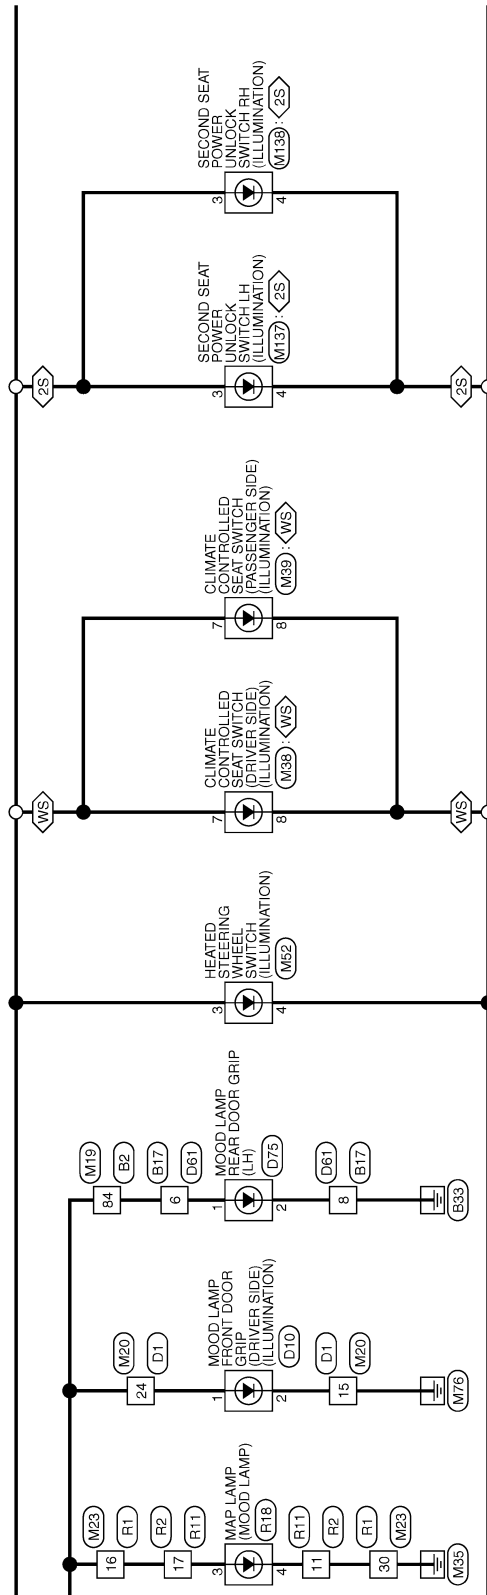 SECOND SEAT
POWER
UNLOCK
SWITCH RH
(ILLUMINATION)
M138 : 2S
3
4
SECOND SEAT
POWER
UNLOCK
SWITCH LH
(ILLUMINATION)
M137 : 2S
2S
3
4
2S
CLIMATE
CONTROLLED
SEAT SWITCH
(PASSENGER SIDE)
(ILLUMINATION)
M39 : WS
7
8
CLIMATE
CONTROLLED
SEAT SWITCH
(DRIVER SIDE)
(ILLUMINATION)
M38 : WS
WS
7
8
WS
HEATED
STEERING
WHEEL
SWITCH
(ILLUMINATION)
M52
3
4
MOOD LAMP
REAR DOOR GRIP
(LH)
D75
M19
84
B2
B17
6
D61
1
2
D61
8
B17
B33
MOOD LAMP
FRONT DOOR
GRIP
(DRIVER SIDE)
(ILLUMINATION)
D10
M20
24
D1
1
2
D1
15
M20
M76
MAP LAMP
(MOOD LAMP)
R18
M23
16
R1
R2
17
R11
3
4
R11
11
R2
R1
30
M23
M35